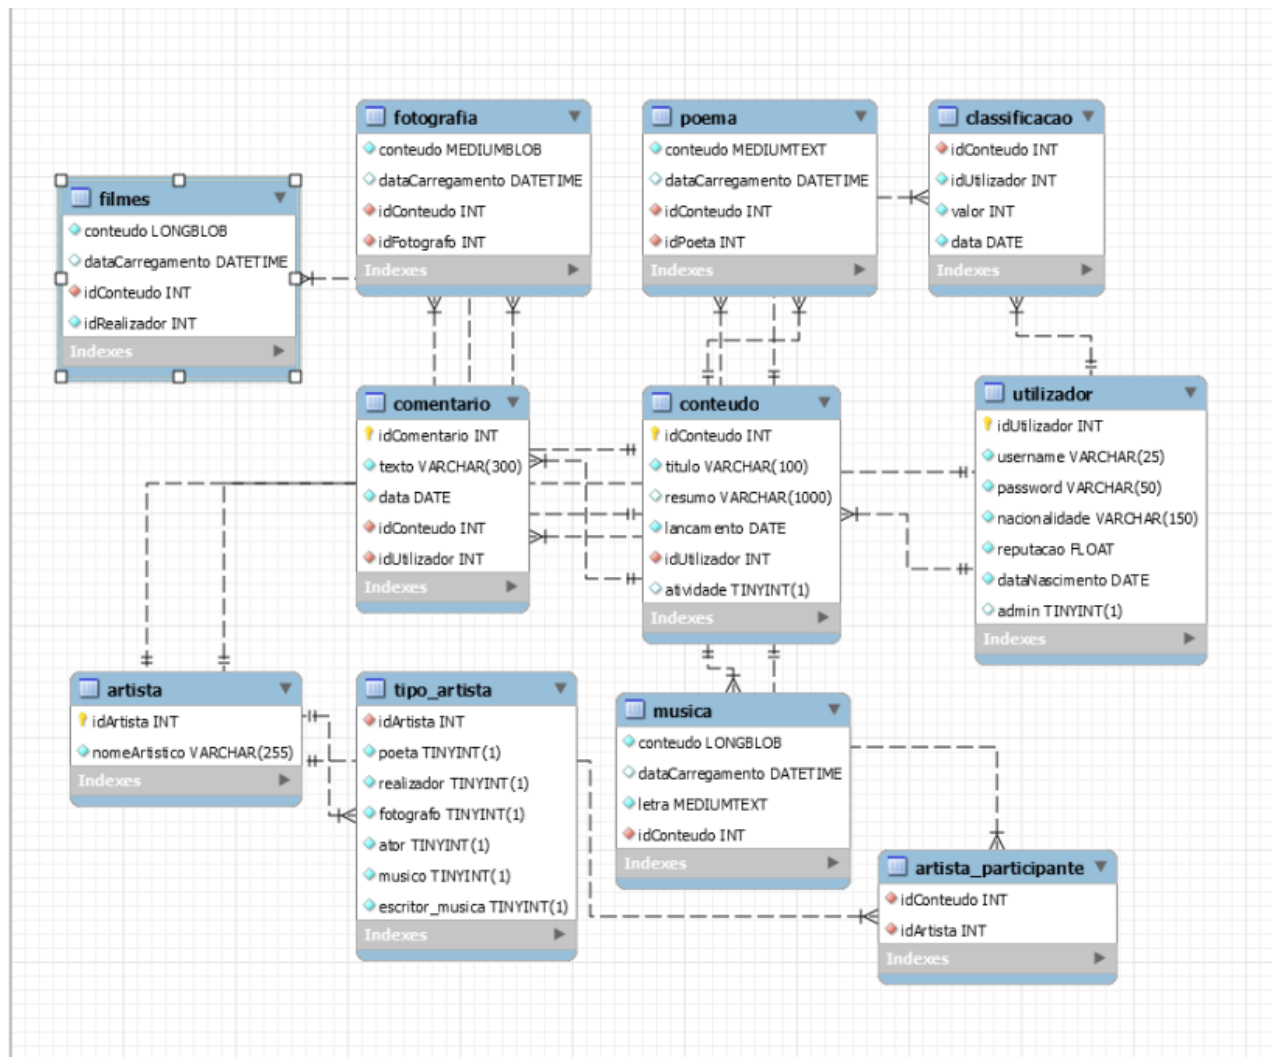 filmes
conteudo LONGBLOB
dataCarregamento DATETIME
idConteudo INT
idRealizador INT
Indexes
fotografia
conteudo MEDIUMBLOB
dataCarregamento DATETIME
idConteudo INT
idFotografo INT
Indexes
poema
conteudo MEDIUMTEXT
dataCarregamento DATETIME
idConteudo INT
idPoeta INT
Indexes
classificacao
idConteudo INT
idUtilizador INT
valor INT
data DATE
Indexes
comentario
idComentario INT
texto VARCHAR(300)
data DATE
idConteudo INT
idUtilizador INT
Indexes
conteudo
idConteudo INT
titulo VARCHAR(100)
resumo VARCHAR(1000)
lancamento DATE
idUtilizador INT
atividade TINYINT(1)
Indexes
utilizador
idUtilizador INT
username VARCHAR(25)
password VARCHAR(50)
nacionalidade VARCHAR(150)
reputacao FLOAT
dataNascimento DATE
admin TINYINT(1)
Indexes
artista
idArtista INT
nomeArtistico VARCHAR(255)
Indexes
tipo_artista
idArtista INT
poeta TINYINT(1)
realizador TINYINT(1)
fotografo TINYINT(1)
ator TINYINT(1)
musico TINYINT(1)
escritor_musica TINYINT(1)
Indexes
musica
conteudo LONGBLOB
dataCarregamento DATETIME
letra MEDIUMTEXT
idConteudo INT
Indexes
artista_participante
idConteudo INT
idArtista INT
Indexes